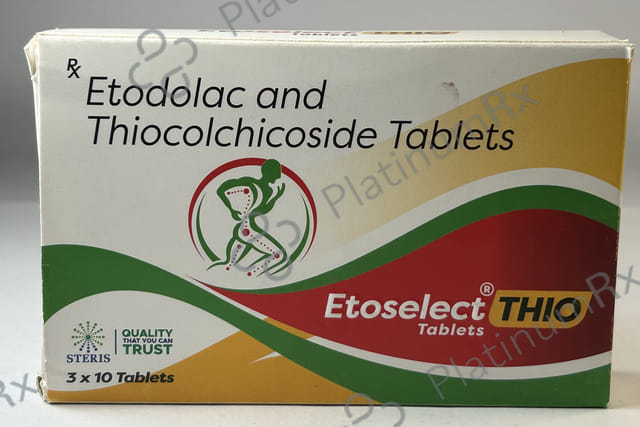 Rx
Etodolac and
Thiocolchicoside Tablets
Etoselect® THIO
Tablets
STERIS
QUALITY
THAT YOU CAN
TRUST
3 x 10 Tablets
PlatinumRx